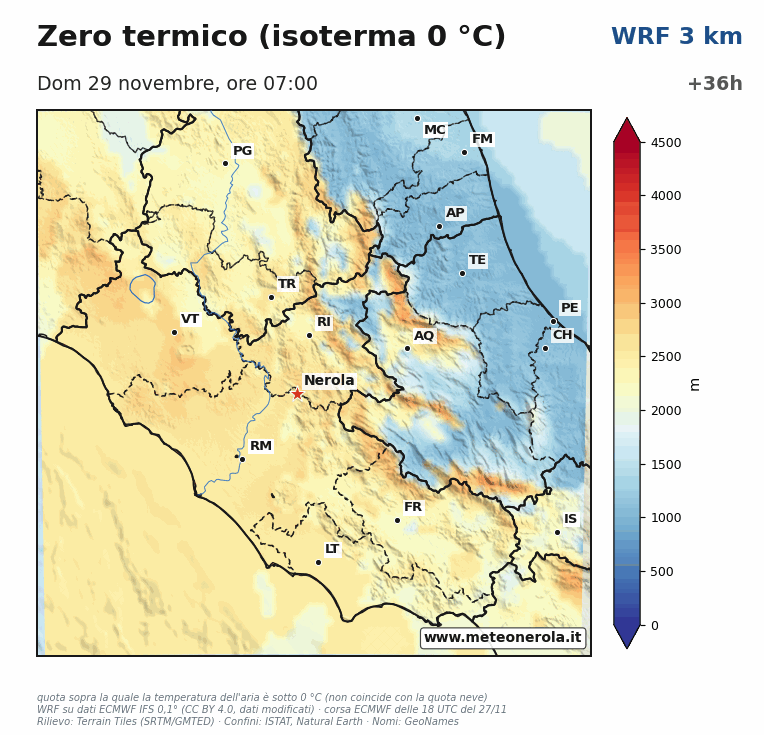 Zero termico (isoterma 0 °C)
WRF 3 km
Dom 29 novembre, ore 07:00
+36h
MC
FM
PG
AP
TE
TR
PE
VT
RI
AQ
CH
Nerola
RM
FR
IS
LT
www.meteonerola.it
4500
4000
3500
3000
2500
2000
1500
1000
500
0
m
quota sopra la quale la temperatura dell'aria è sotto 0 °C (non coincide con la quota neve)
WRF su dati ECMWF IFS 0,1° (CC BY 4.0, dati modificati) · corsa ECMWF delle 18 UTC del 27/11
Rilievo: Terrain Tiles (SRTM/GMTED) · Confini: ISTAT, Natural Earth · Nomi: GeoNames